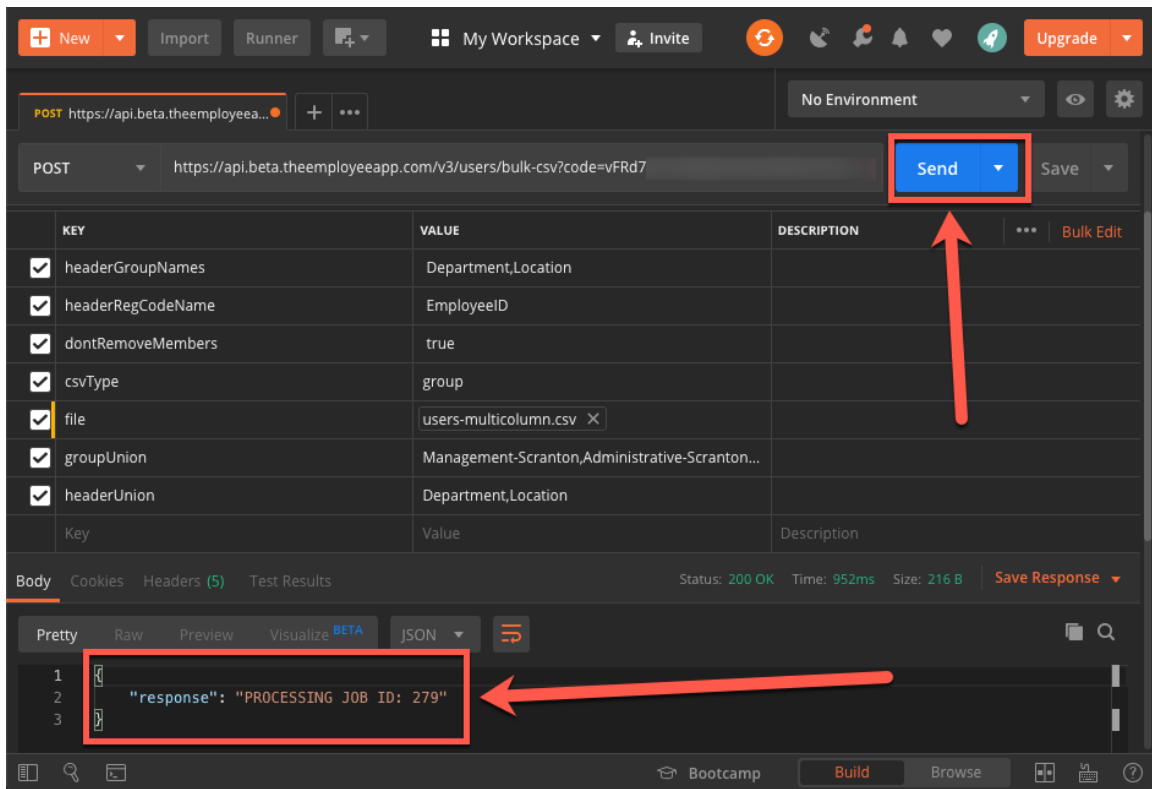 New Import Runner My Workspace Invite Upgrade
POST https://api.beta.theemployeea... No Environment
POST https://api.beta.theemployeeapp.com/v3/users/bulk-csv?code=vFRd7 Send Save
KEY VALUE DESCRIPTION ••• Bulk Edit
headerGroupNames Department,Location
headerRegCodeName EmployeeID
dontRemoveMembers true
csvType group
file users-multicolumn.csv
groupUnion Management-Scranton,Administrative-Scranton...
headerUnion Department,Location
Key Value Description
Body Cookies Headers (5) Test Results Status: 200 OK Time: 952ms Size: 216 B Save Response
Pretty Raw Preview Visualize BETA JSON
1 {
2 "response": "PROCESSING JOB ID: 279"
3 }
Bootcamp Build Browse